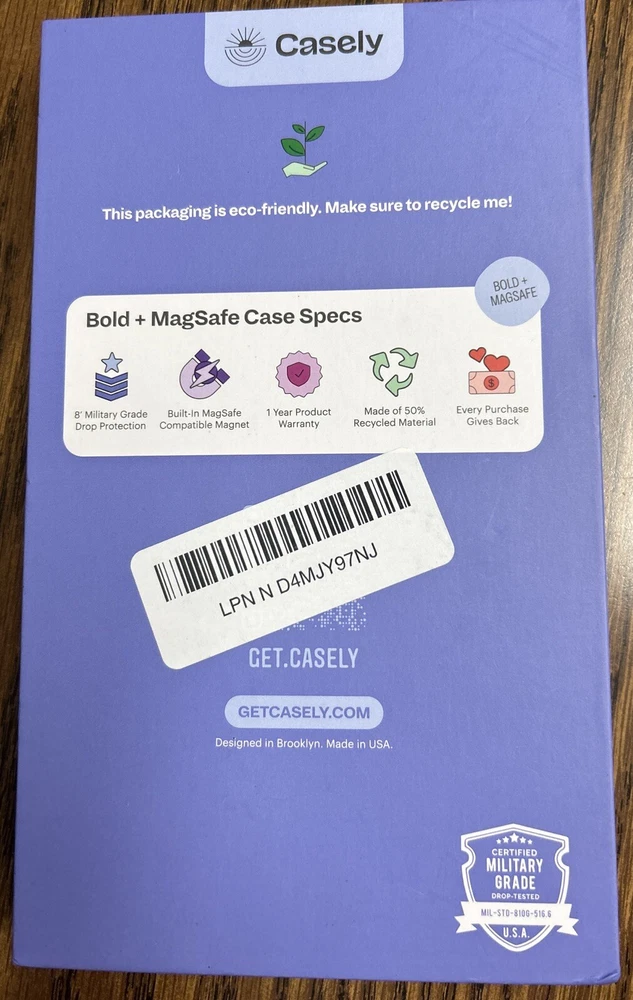 Casely
This packaging is eco-friendly. Make sure to recycle me!
BOLD +
MAGSAFE
Bold + MagSafe Case Specs
8' Military Grade
Drop Protection
Built-In MagSafe
Compatible Magnet
1 Year Product
Warranty
Made of 50%
Recycled Material
$
Every Purchase
Gives Back
LPN N D4MJY97NJ
GET.CASELY
GETCASELY.COM
Designed in Brooklyn. Made in USA.
CERTIFIED
MILITARY
GRADE
DROP-TESTED
MIL-STD-810G-516.6
U.S.A.